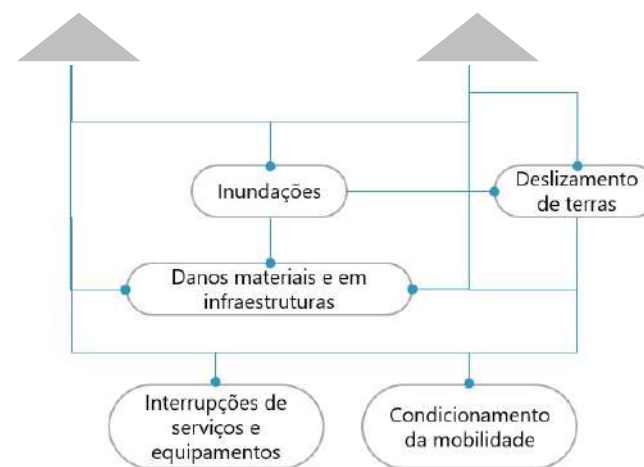 Inundações
Deslizamento
de terras
Danos materiais e em
infraestruturas
Interrupções de
serviços e
equipamentos
Condicionamento
da mobilidade